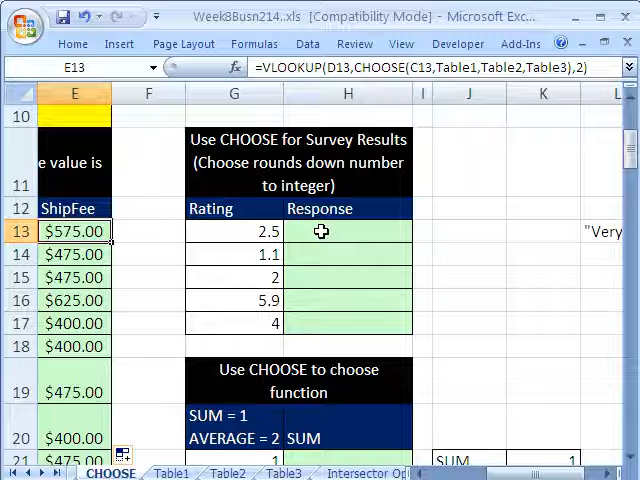 Week8Busn214..xls [Compatibility Mode] - Microsoft Exc...
Home Insert Page Layout Formulas Data Review View Developer Add-Ins
E13 =VLOOKUP(D13,CHOOSE(C13,Table1,Table2,Table3),2)
E F G H I J K L
10
11 e value is Use CHOOSE for Survey Results
(Choose rounds down number
to integer)
12 ShipFee Rating Response
13 $575.00 2.5 "Very
14 $475.00 1.1
15 $475.00 2
16 $625.00 5.9
17 $400.00 4
18 $400.00
19 $475.00 Use CHOOSE to choose
function
20 $400.00 SUM = 1
AVERAGE = 2 SUM
21 $475.00 1 SUM 1
CHOOSE Table1 Table2 Table3 Intersector Op